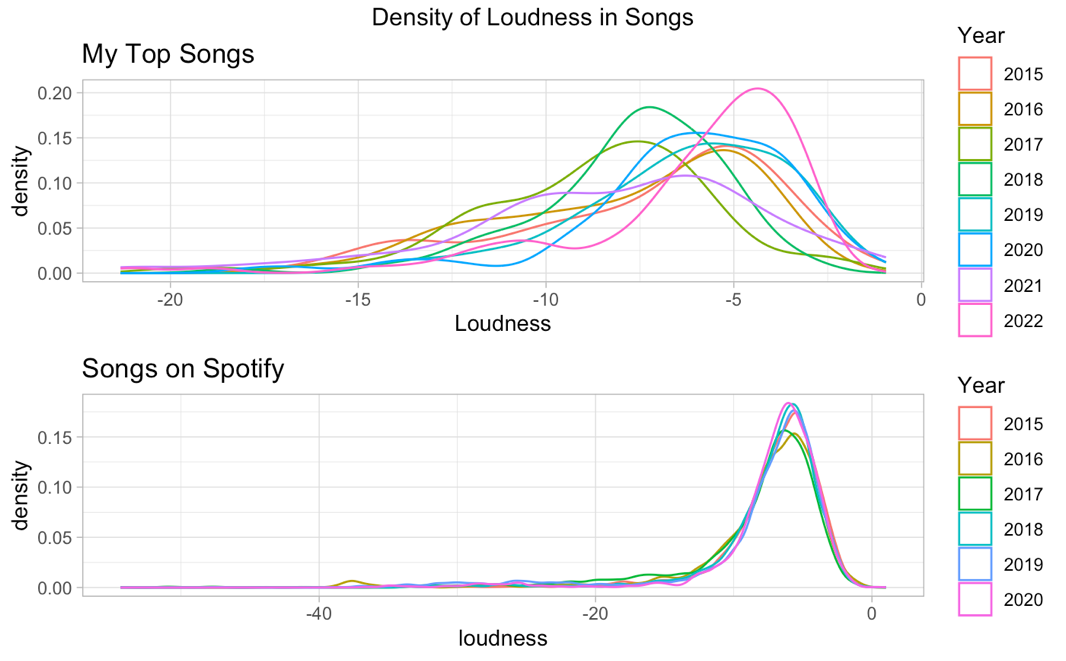 Density of Loudness in Songs
My Top Songs
0.20
0.15
0.10
0.05
0.00
density
-20 -15 -10 -5 0
Loudness
Year
2015
2016
2017
2018
2019
2020
2021
2022
Songs on Spotify
0.15
0.10
0.05
0.00
density
-40 -20 0
loudness
Year
2015
2016
2017
2018
2019
2020